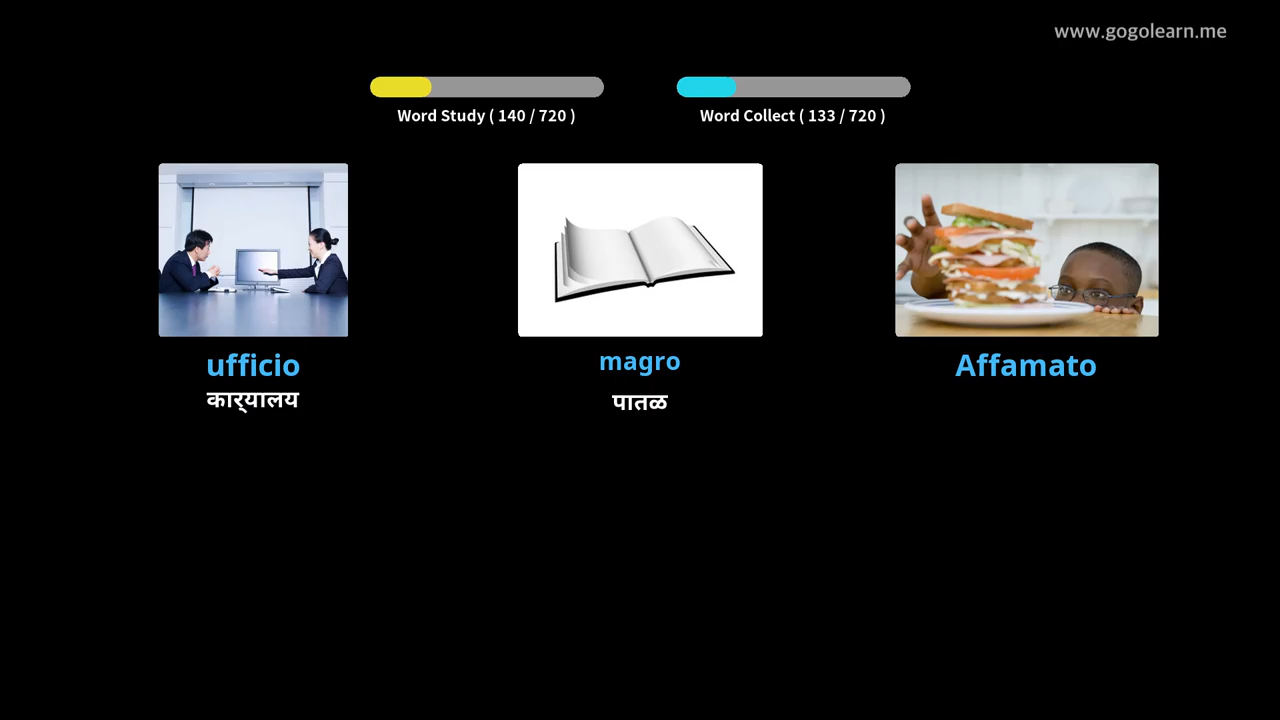 www.gogolearn.me
Word Study ( 140 / 720 )
Word Collect ( 133 / 720 )
ufficio
कार्‍यालय
magro
पातळ
Affamato